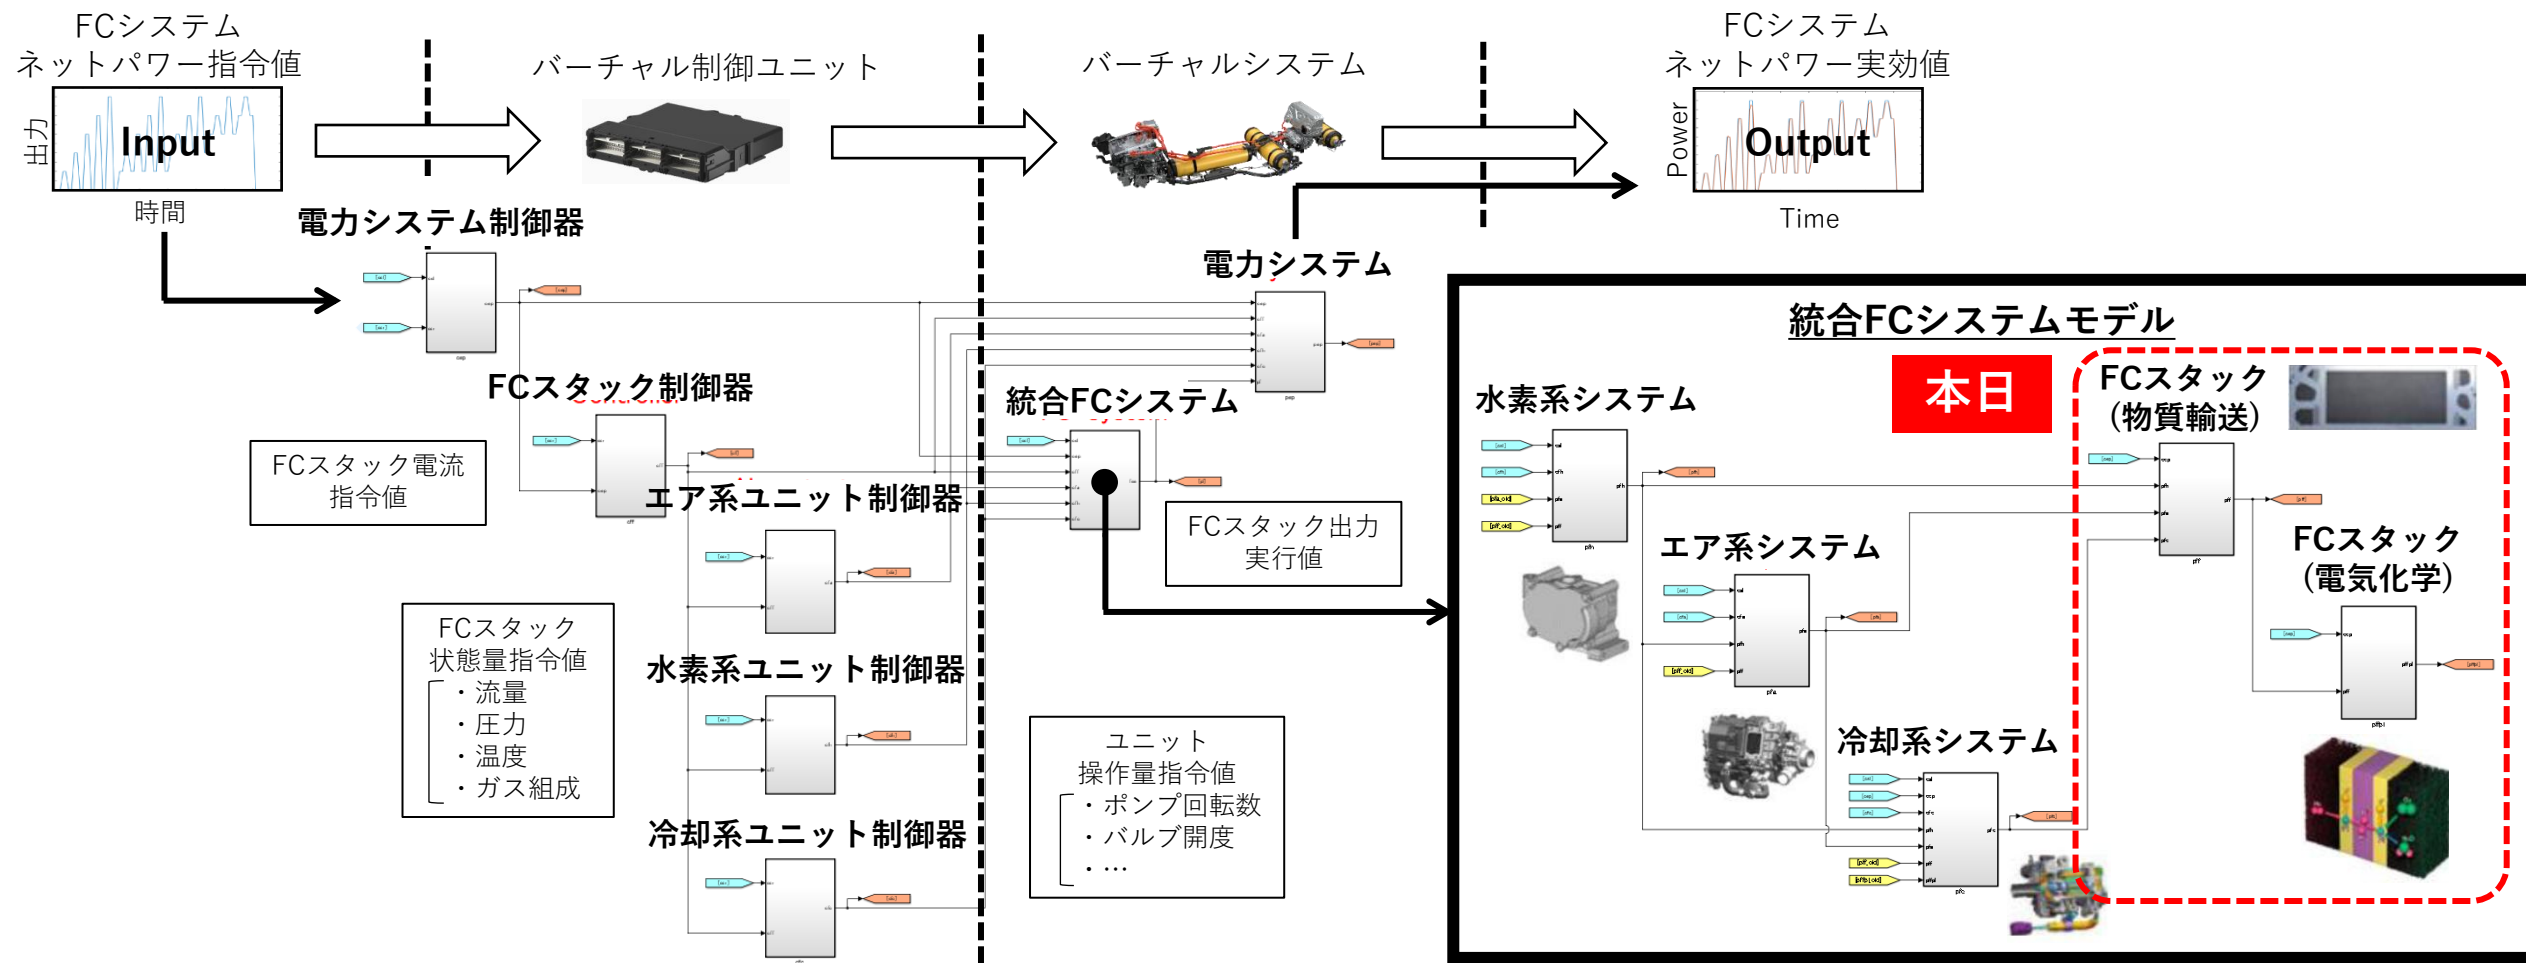 FCシステム
ネットパワー指令値
出力
Input
時間
バーチャル制御ユニット
バーチャルシステム
FCシステム
ネットパワー実効値
Power
Output
Time
電力システム制御器
電力システム
FCスタック制御器
統合FCシステム
FCスタック電流
指令値
エア系ユニット制御器
FCスタック出力
実行値
FCスタック
状態量指令値
・流量
・圧力
・温度
・ガス組成
水素系ユニット制御器
冷却系ユニット制御器
ユニット
操作量指令値
・ポンプ回転数
・バルブ開度
・…
統合FCシステムモデル
本日
水素系システム
エア系システム
冷却系システム
FCスタック
(物質輸送)
FCスタック
(電気化学)